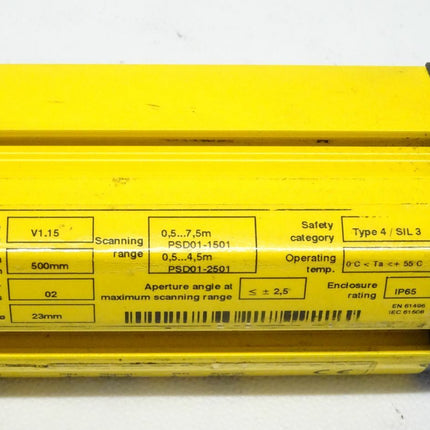 V1.15
Scanning range
0,5...7,5m
PSD01-1501
0,5...4,5m
PSD01-2501
Safety category
Type 4 / SIL 3
500mm
Operating temp.
0°C < Ta <+ 55°C
02
Aperture angle at
maximum scanning range
≤ ± 2,5°
Enclosure rating
IP65
23mm
EN 61496
IEC 61508
CE